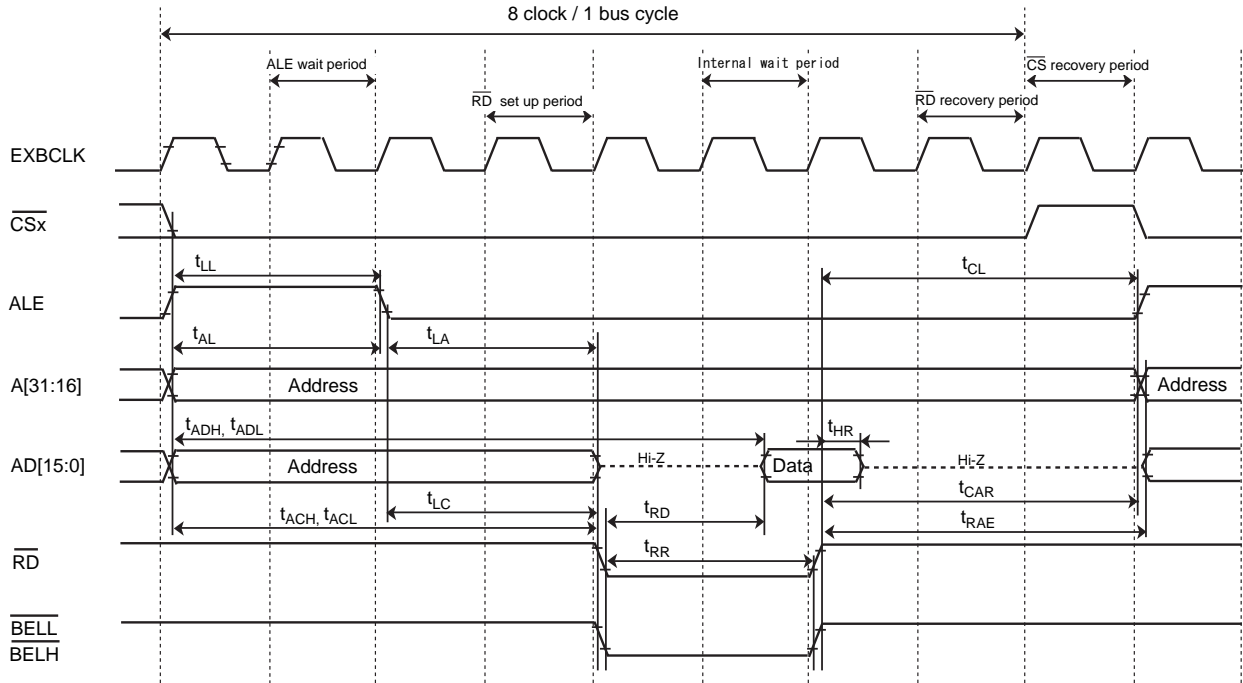 8 clock / 1 bus cycle
ALE wait period
Internal wait period
CS recovery period
RD set up period
RD recovery period
EXBCLK
CSx
tLL
tCL
ALE
tAL
tLA
A[31:16]
Address
Address
tADH, tADL
tHR
AD[15:0]
Address
Hi-Z
Data
Hi-Z
tLC
tCAR
tACH, tACL
tRD
tRAE
tRR
RD
BELL
BELH